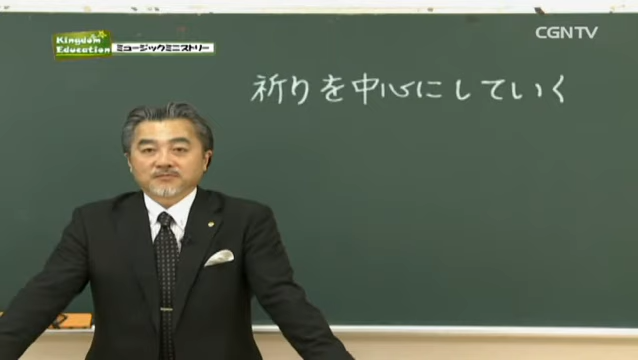 Kingdom
Education
ミュージックミニストリー
CGNTV
祈りを中心にしていく